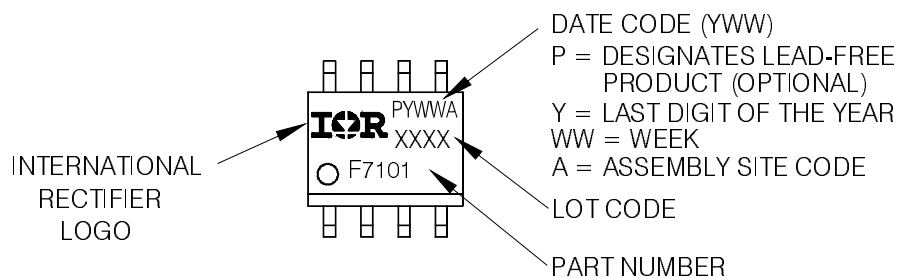 DATE CODE (YWW)
P = DESIGNATES LEAD-FREE
PRODUCT (OPTIONAL)
Y = LAST DIGIT OF THE YEAR
WW = WEEK
A = ASSEMBLY SITE CODE
LOT CODE
PART NUMBER
PYWWA
IOR
XXXX
F7101
INTERNATIONAL
RECTIFIER
LOGO